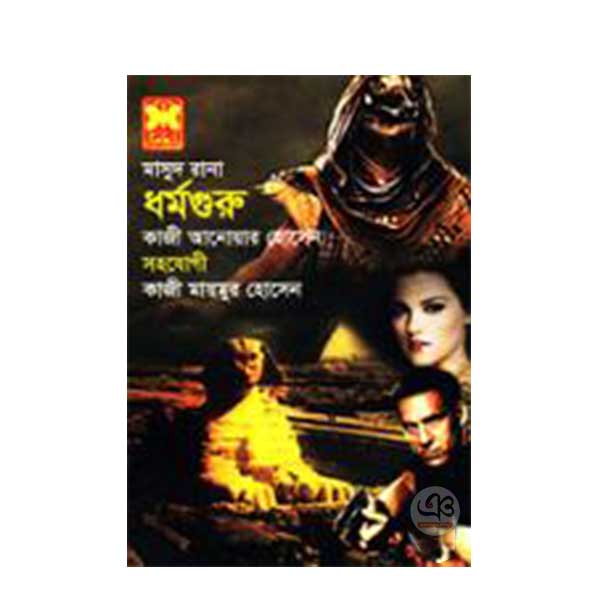 মাসুদ রানা
ধর্মগুরু
কাজী আনোয়ার হোসেন
সহযোগী
কাজী মায়মুর হোসেন